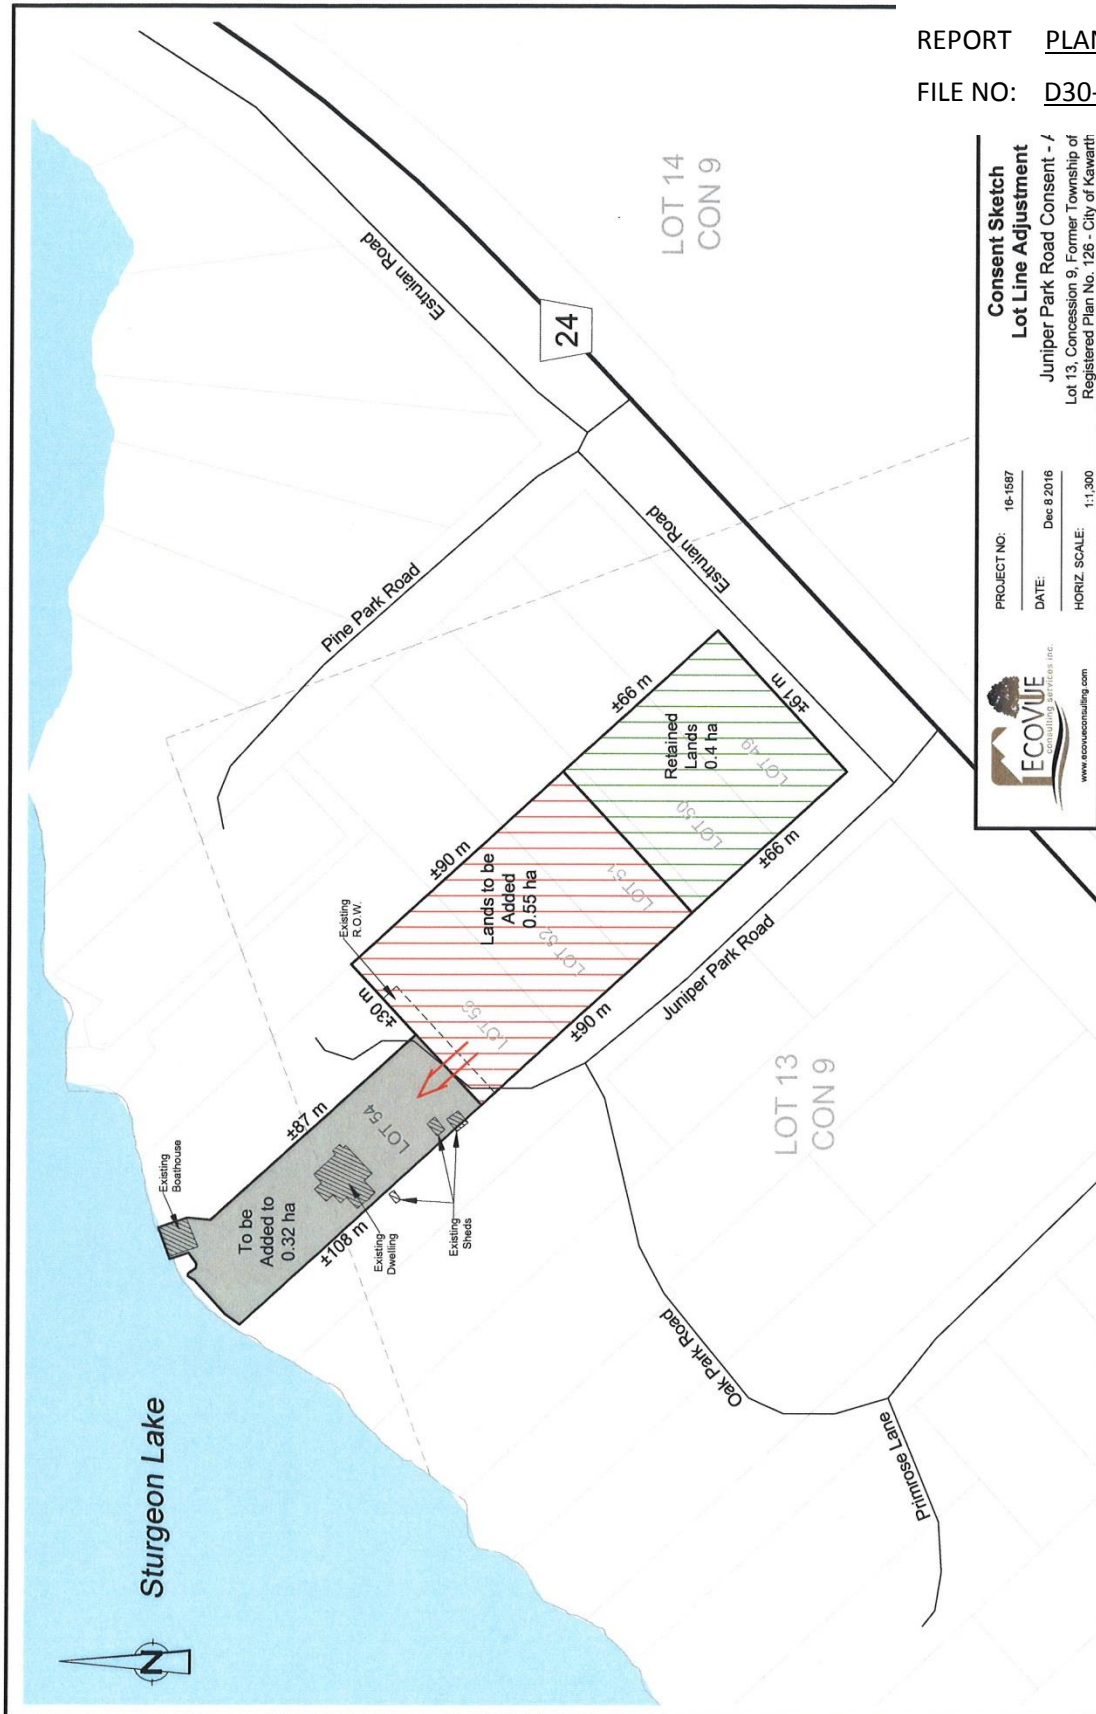 REPORT PLAN
FILE NO: D30-
LOT 14
CON 9
Estruian Road
24
Pine Park Road
Estruian Road
±66 m
±61 m
Retained
Lands
0.4 ha
LOT 49
LOT 50
±66 m
±90 m
Lands to be
Added
0.55 ha
LOT 51
LOT 52
LOT 53
±90 m
Existing
R.O.W.
±30 m
Juniper Park Road
LOT 13
CON 9
±87 m
LOT 54
Existing
Boathouse
To be
Added to
0.32 ha
±108 m
Existing
Dwelling
Existing
Sheds
Oak Park Road
Primrose Lane
Sturgeon Lake
N
Consent Sketch
Lot Line Adjustment
Juniper Park Road Consent -
Lot 13, Concession 9, Former Township of
Registered Plan No. 126 - City of Kawarth
PROJECT NO: 16-1587
DATE: Dec 8 2016
HORIZ. SCALE: 1:1,300
ECOVUE
consulting services inc.
www.ecovueconsulting.com